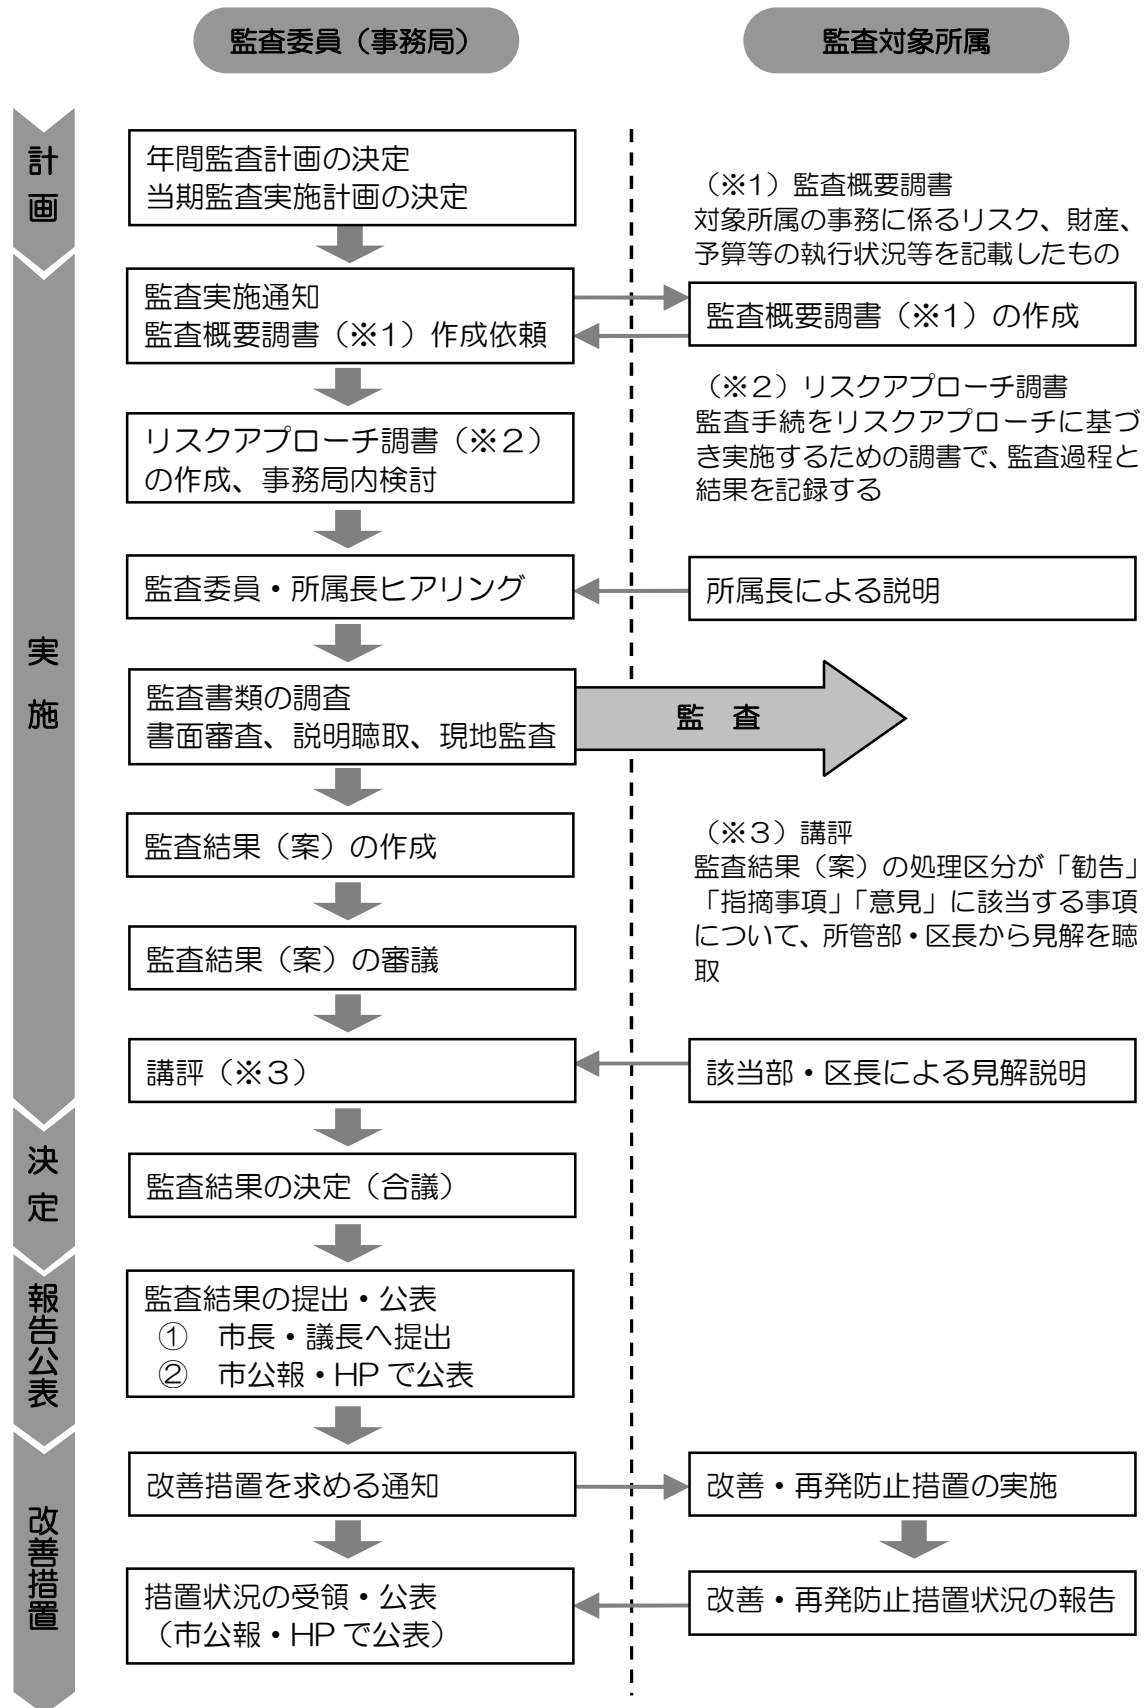 監査委員（事務局）
監査対象所属
計画
年間監査計画の決定
当期監査実施計画の決定
（※1）監査概要調書
対象所属の事務に係るリスク、財産、
予算等の執行状況等を記載したもの
実施
監査実施通知
監査概要調書（※1）作成依頼
監査概要調書（※1）の作成
（※２）リスクアプローチ調書
監査手続をリスクアプローチに基づ
き実施するための調書で、監査過程と
結果を記録する
リスクアプローチ調書（※２）
の作成、事務局内検討
監査委員・所属長ヒアリング
所属長による説明
監査書類の調査
書面審査、説明聴取、現地監査
監　査
監査結果（案）の作成
（※３）講評
監査結果（案）の処理区分が「勧告」
「指摘事項」「意見」に該当する事項
について、所管部・区長から見解を聴
取
監査結果（案）の審議
講評（※３）
該当部・区長による見解説明
決定
監査結果の決定（合議）
報告公表
監査結果の提出・公表
①　市長・議長へ提出
②　市公報・HPで公表
改善措置
改善措置を求める通知
改善・再発防止措置の実施
措置状況の受領・公表
（市公報・HPで公表）
改善・再発防止措置状況の報告